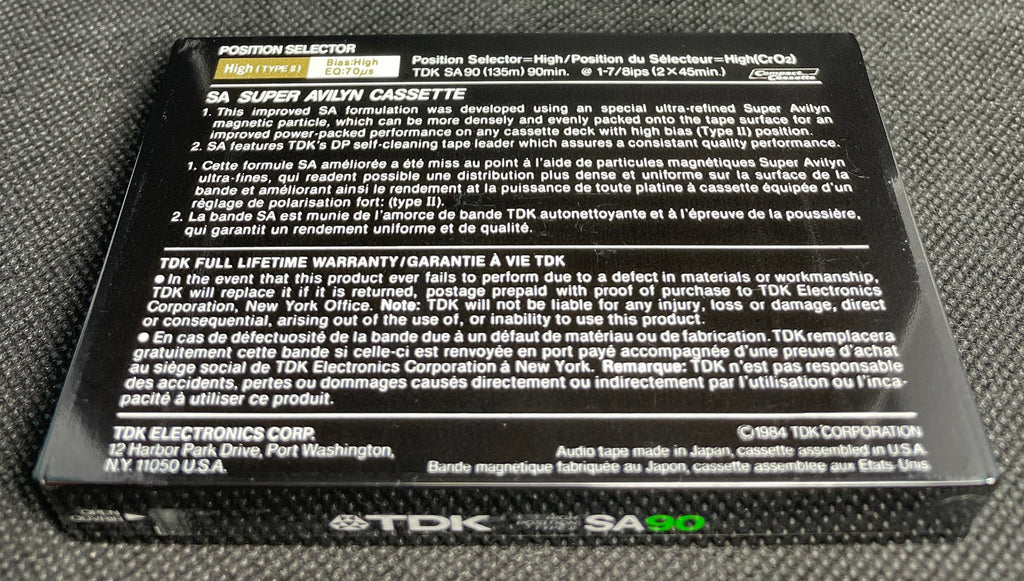 POSITION SELECTOR
High (TYPE II) Bias:High
EQ:70µs
Position Selector=High/Position du Sélecteur=High(CrO2)
TDK SA90 (135m) 90min. @ 1-7/8ips (2×45min.)
Compact Cassette
SA SUPER AVILYN CASSETTE
1. This improved SA formulation was developed using an special ultra-refined Super Avilyn
magnetic particle, which can be more densely and evenly packed onto the tape surface for an
improved power-packed performance on any cassette deck with high bias (Type II) position.
2. SA features TDK's DP self-cleaning tape leader which assures a consistant quality performance.
1. Cette formule SA améliorée a été miss au point à l'aide de particules magnétiques Super Avilyn
ultra-fines, qui readent possible une distribution plus dense et uniforme sur la surface de la
bande et améliorant ainsi le rendement at la puissance de toute platine à cassette équipée d'un
règlage de polarisation fort: (type II).
2. La bande SA est munie de l'amorce de bande TDK autonettoyante et à l'épreuve de la poussière,
qui garantit un rendement uniforme et de qualité.
TDK FULL LIFETIME WARRANTY/GARANTIE À VIE TDK
● In the event that this product ever fails to perform due to a defect in materials or workmanship,
TDK will replace it if it is returned, postage prepaid with proof of purchase to TDK Electronics
Corporation, New York Office. Note: TDK will not be liable for any injury, loss or damage, direct
or consequential, arising out of the use of, or inability to use this product.
● En cas de défectuosité de la bande due à un défaut de matériau ou de fabrication. TDK remplacera
gratuitement cette bande si celle-ci est renvoyée en port payé accompagnée d'une preuve d'achat
au siège social de TDK Electronics Corporation à New York. Remarque: TDK n'est pas responsable
des accidents, pertes ou dommages causés directement ou indirectement par l'utilisation ou l'inca-
pacité à utiliser ce produit.
TDK ELECTRONICS CORP.
12 Harbor Park Drive, Port Washington,
N.Y. 11050 U.S.A.
©1984 TDK CORPORATION
Audio tape made in Japan, cassette assembled in U.S.A.
Bande magnetique fabriquée au Japon, cassette assemblée aux Etats-Unis
OPEN
OUVRIR
TDK SA90